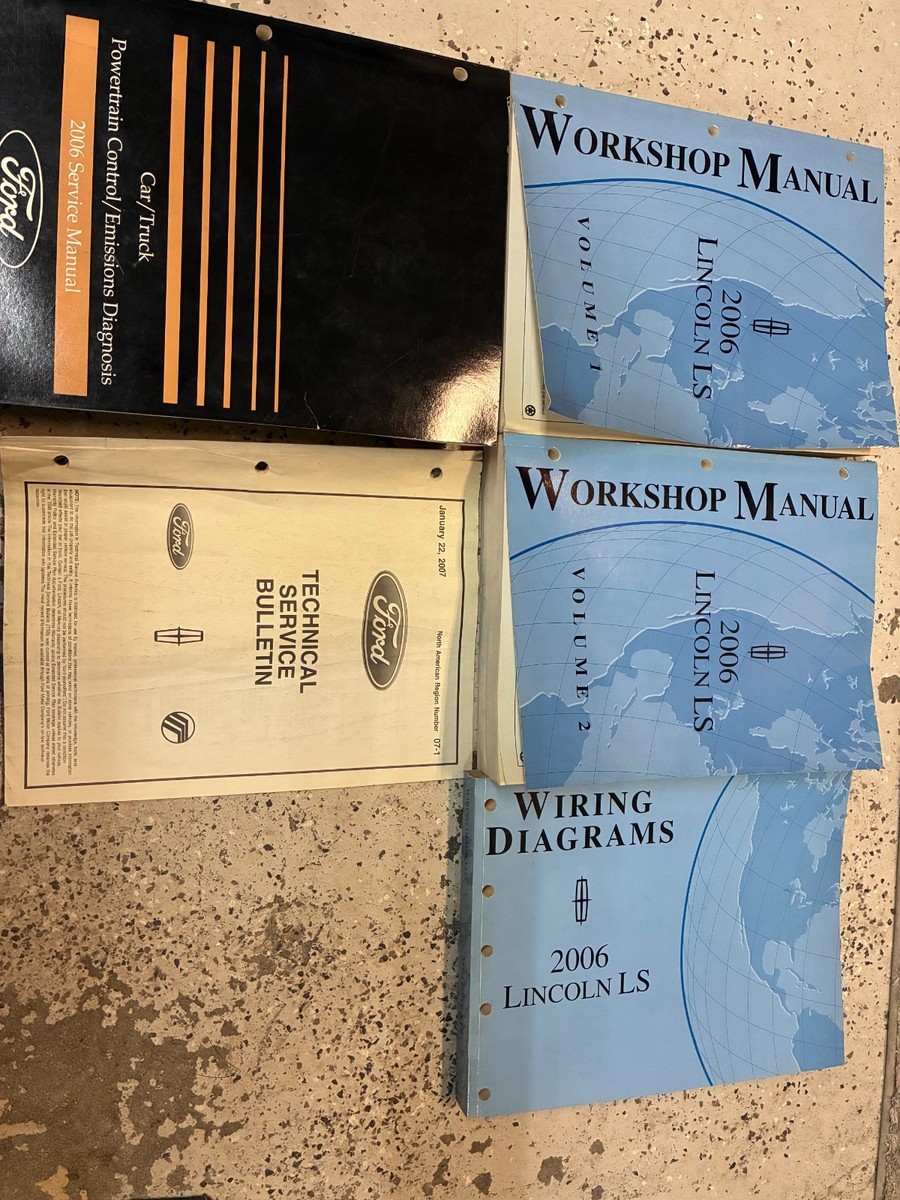 Car/Truck
Powertrain Control/Emissions Diagnosis
2006 Service Manual
Ford
WORKSHOP MANUAL
2006
LINCOLN LS
VOLUME 1
January 22, 2007
North American Region Number 07-1
Ford
TECHNICAL
SERVICE
BULLETIN
Ford
WORKSHOP MANUAL
2006
LINCOLN LS
VOLUME 2
WIRING
DIAGRAMS
2006
LINCOLN LS